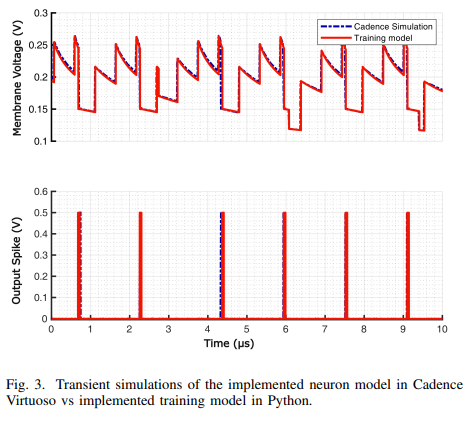 0.3
0.25
0.2
0.15
0.1
Membrane Voltage (V)
Cadence Simulation
Training model
0.6
0.5
0.4
0.3
0.2
0.1
0
Output Spike (V)
0 1 2 3 4 5 6 7 8 9 10
Time (µs)
Fig. 3. Transient simulations of the implemented neuron model in Cadence
Virtuoso vs implemented training model in Python.